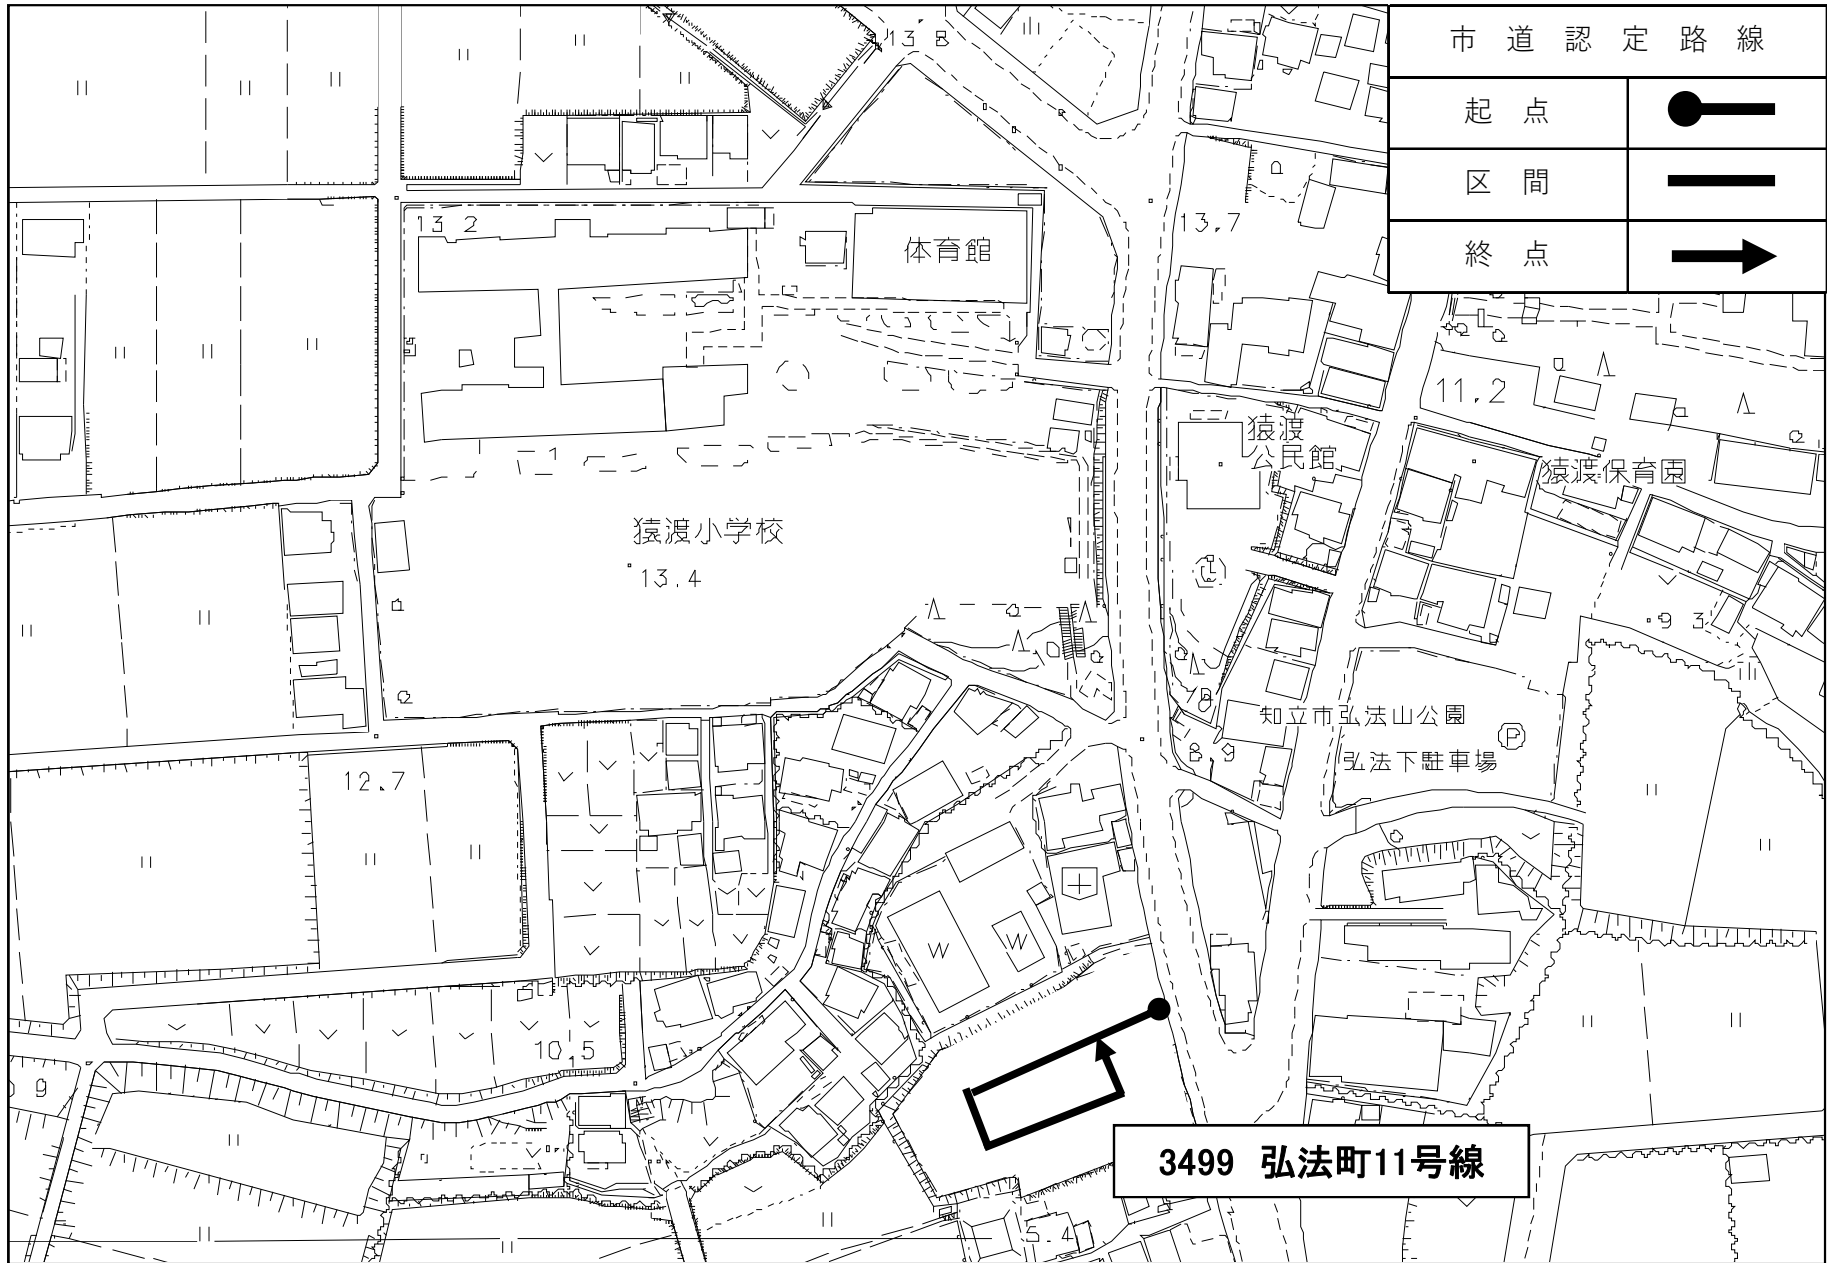 市道認定路線
起点
区間
終点
13.8
13.2
体育館
13.7
11.2
猿渡
公民館
猿渡保育園
猿渡小学校
13.4
9.3
知立市弘法山公園
P
8.9
弘法下駐車場
12.7
W
W
10.5
9
3499 弘法町11号線
5.4